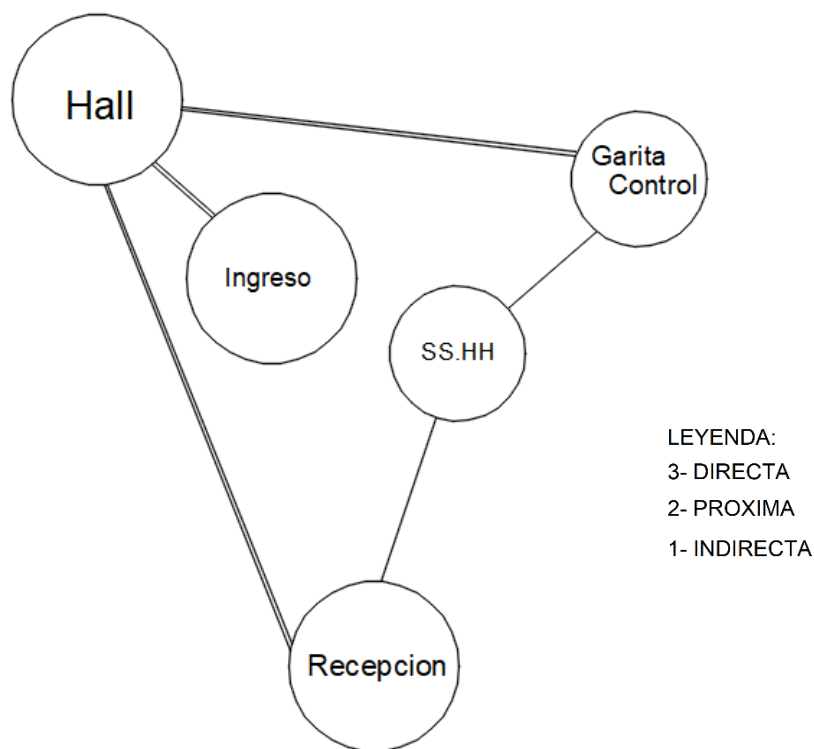 Hall
Garita
Control
Ingreso
SS.HH
LEYENDA:
3- DIRECTA
2- PROXIMA
1- INDIRECTA
Recepcion